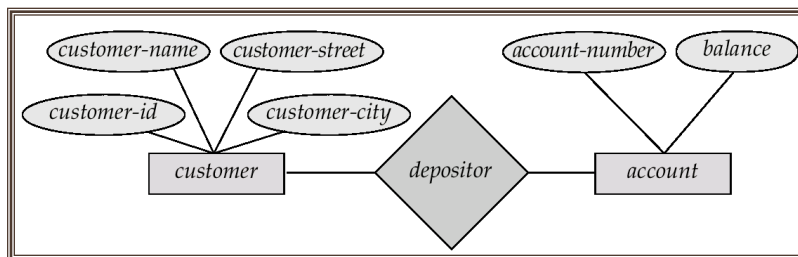 customer-name
customer-street
account-number
balance
customer-id
customer-city
customer
depositor
account